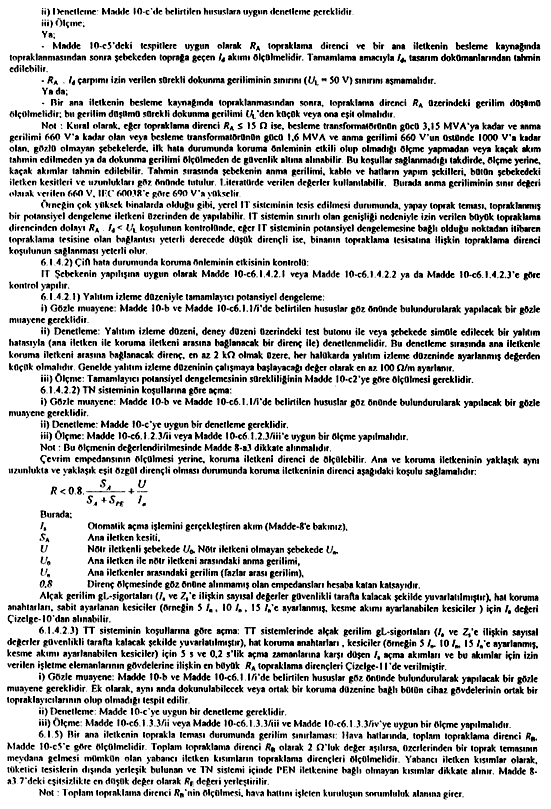 ii) Denetleme: Madde 10-c'de belirtilen hususlara uygun denetleme gereklidir.
iii) Ölçme;
Ya;
- Madde 10-c5'deki tespitlere uygun olarak RA topraklama direnci ve bir ana iletkenin besleme kaynağında
topraklanmasından sonra şebekeden toprağa geçen Id akımı ölçülmelidir. Tamamlama amacıyla Id, tasarım dokümanlarından tahmin
edilebilir.
- RA . Id çarpımı izin verilen sürekli dokunma geriliminin sınırını (UL = 50 V) sınırını aşmamalıdır.
Ya da;
- Bir ana iletkenin besleme kaynağında topraklanmasından sonra, topraklama direnci RA üzerindeki gerilim düşümü
ölçülmelidir; bu gerilim düşümü sürekli dokunma gerilimi UL'den küçük veya ona eşit olmalıdır.
Not : Kural olarak, eğer topraklama direnci RA ≤ 15 Ω ise, besleme transformatörünün gücü 3,15 MVA'ya kadar ve anma
gerilimi 660 V'a kadar olan veya besleme transformatörünün gücü 1,6 MVA ve anma gerilimi 660 V'un üstünde 1000 V'a kadar
olan, gözlü olmayan şebekelerde, ilk hata durumunda koruma önleminin etkili olup olmadığı ölçme yapmadan veya kaçak akım
tahmin edilmeden ya da dokunma gerilimi ölçülmeden de güvenlik altına alınabilir. Bu koşullar sağlanmadığı takdirde, ölçme yerine,
kaçak akımlar tahmin edilebilir. Tahmin sırasında şebekenin anma gerilimi, kablo ve hatların yapım şekilleri, bütün şebekedeki
iletken kesitleri ve uzunlukları göz önünde tutulur. Literatürde verilen değerler kullanılabilir. Burada anma geriliminin sınır değeri
olarak verilen 660 V, IEC 60038'e göre 690 V'a yükselir.
Örneğin çok yüksek binalarda olduğu gibi, yerel IT sisteminin tesis edilmesi durumunda, yapay toprak teması, topraklanmış
bir potansiyel dengeleme iletkeni üzerinden de yapılabilir. IT sistemin sınırlı olan genişliği nedeniyle izin verilen büyük topraklama
direncinden dolayı RA . Id < UL koşulunun kontrolünde, eğer IT sisteminin potansiyel dengelemesine bağlı olduğu noktadan itibaren
topraklama tesisine olan bağlantısı yeterli derecede düşük dirençli ise, binanın topraklama tesisatına ilişkin topraklama direnci
koşulunun sağlanması yeterli olur.
6.1.4.2) Çift hata durumunda koruma önleminin etkisinin kontrolü:
IT Şebekenin yapılışına uygun olarak Madde 10-c6.1.4.2.1 veya Madde 10-c6.1.4.2.2 ya da Madde 10-c6.1.4.2.3'e göre
kontrol yapılır.
6.1.4.2.1) Yalıtım izleme düzeniyle tamamlayıcı potansiyel dengeleme:
i) Gözle muayene: Madde 10-b ve Madde 10-c6.1.1/i'de belirtilen hususlar göz önünde bulundurularak yapılacak bir gözle
muayene gereklidir.
ii) Denetleme: Yalıtım izleme düzeni, deney düzeni üzerindeki test butonu ile veya şebekede simüle edilecek bir yalıtım
hatasıyla (ana iletken ile koruma iletkeni arasına bağlanacak bir direnç ile) denetlenmelidir. Bu denetleme sırasında ana iletkenle
koruma iletkeni arasına bağlanacak direnç, en az 2 kΩ olmak üzere, her halükarda yalıtım izleme düzeninde ayarlanmış değerden
küçük olmalıdır. Genelde yalıtım izleme düzeninin çalışmaya başlayacağı değer olarak en az 100 Ω/m ayarlanır.
iii) Ölçme: Tamamlayıcı potansiyel dengelemesinin sürekliliğinin Madde 10-c2'ye göre ölçülmesi gereklidir.
6.1.4.2.2) TN sisteminin koşullarına göre açma:
i) Gözle muayene: Madde 10-b ve Madde 10-c6.1.1/i'de belirtilen hususlar göz önünde bulundurularak yapılacak bir gözle
muayene gereklidir.
ii) Denetleme: Madde 10-c'ye uygun bir denetleme gereklidir.
iii) Ölçme: Madde 10-c6.1.2.3/ii veya Madde 10-c6.1.2.3/iii'e uygun bir ölçme yapılmalıdır.
Not : Bu ölçmenin değerlendirilmesinde Madde 8-a3 dikkate alınmalıdır.
Çevrim empedansının ölçülmesi yerine, koruma iletkeni direnci de ölçülebilir. Ana ve koruma iletkeninin yaklaşık aynı
uzunlukta ve yaklaşık eşit özgül dirençli olması durumunda koruma iletkeninin direnci aşağıdaki koşulu sağlamalıdır:
R < 0.8. SA / (SA + SPE) + U / Ia
Burada;
Ia Otomatik açma işlemini gerçekleştiren akım (Madde-8'e bakınız),
SA Ana iletken kesiti,
U Nötr iletkenli şebekede U0, Nötr iletkeni olmayan şebekede Un,
U0 Ana iletken ile nötr iletkeni arasındaki anma gerilimi,
Un Ana iletkenler arasındaki gerilim (fazlar arası gerilim),
0,8 Direnç ölçmesinde göz önüne alınmamış olan empedansları hesaba katan katsayıdır.
Alçak gerilim gL-sigortaları (Ia ve Zs'e ilişkin sayısal değerler güvenlikli tarafta kalacak şekilde yuvarlatılmıştır), hat koruma
anahtarları, sabit ayarlanan kesiciler (örneğin 5 In , 10 In , 15 In'e ayarlanmış, kesme akımı ayarlanabilen kesiciler ) için Ia değeri
Çizelge-10'dan alınabilir.
6.1.4.2.3) TT sisteminin koşullarına göre açma: TT sistemlerinde alçak gerilim gL-sigortaları (Ia ve Zs'e ilişkin sayısal
değerler güvenlikli tarafta kalacak şekilde yuvarlatılmıştır), hat koruma anahtarları , kesiciler (örneğin 5 In, 10 In, 15 In'e ayarlanmış,
kesme akımı ayarlanabilen kesiciler) için 5 s ve 0,2 s'lik açma zamanlarına karşı düşen Ia açma akımları ve bu akımlar için izin
verilen işletme elemanlarının gövdelerine ilişkin en büyük RA topraklama dirençleri Çizelge-11'de verilmiştir.
i) Gözle muayene: Madde 10-b ve Madde 10-c6.1.1/i'de belirtilen hususlar göz önünde bulundurularak yapılacak bir gözle
muayene gereklidir. Ek olarak, aynı anda dokunulabilecek veya ortak bir koruma düzenine bağlı bütün cihaz gövdelerinin ortak bir
topraklayıcılarının olup olmadığı tespit edilir.
ii) Denetleme: Madde 10-c'ye uygun bir denetleme gereklidir.
iii) Ölçme: Madde 10-c6.1.3.3/ii veya Madde 10-c6.1.3.3/iii ve Madde 10-c6.1.3.3/iv'ye uygun bir ölçme yapılmalıdır.
6.1.5) Bir ana iletkenin toprakla teması durumunda gerilim sınırlaması: Hava hatlarında, toplam topraklama direnci RB,
Madde 10-c5'e göre ölçülmelidir. Toplam topraklama direnci RB olarak 2 Ω'luk değer aşılırsa, üzerlerinden bir toprak temasının
meydana gelmesi mümkün olan yabancı iletken kısımların topraklama dirençleri ölçülmelidir. Yabancı iletken kısımlar olarak,
tüketici tesislerin dışında yerleşik bulunan ve TN sistemi içinde PEN iletkenine bağlı olmayan kısımlar dikkate alınır. Madde 8-
a3 7'deki eşitsizlikte en düşük değer olarak RE değeri yerleştirilir.
Not : Toplam topraklama direnci RB'nin ölçülmesi, hava hattını işleten kuruluşun sorumluluk alanına girer.